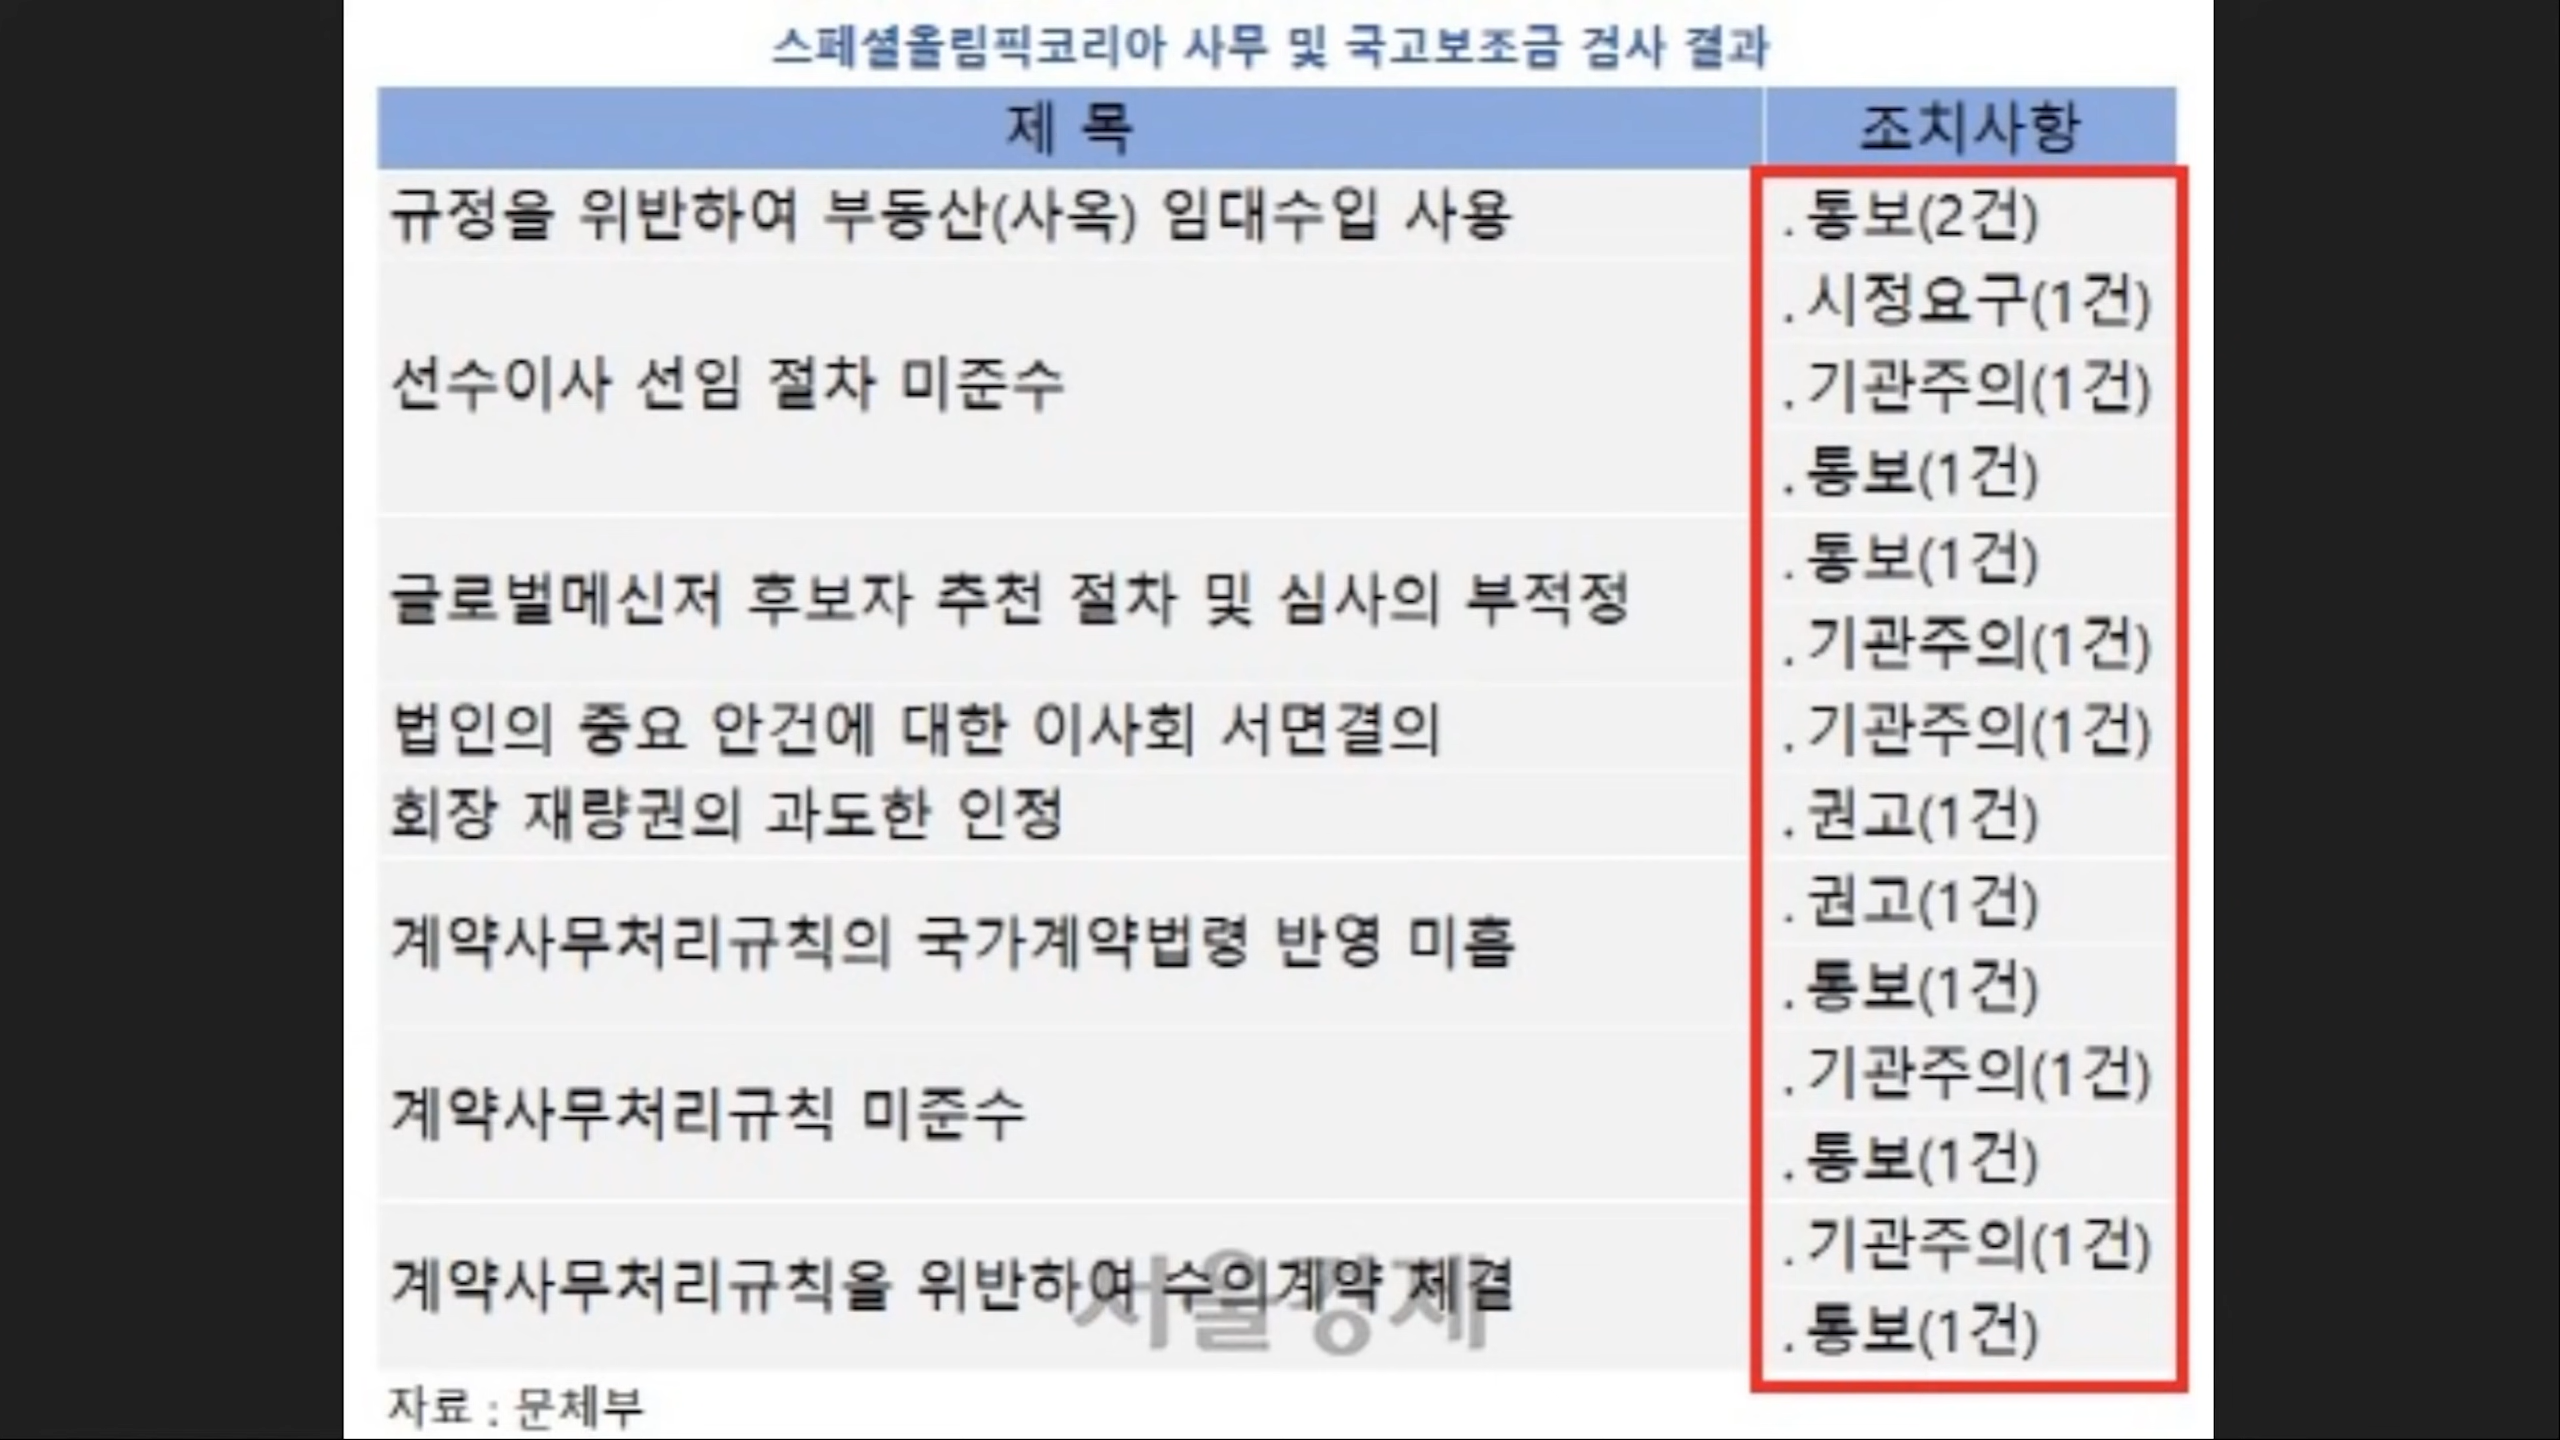 스페셜올림픽코리아 사무 및 국고보조금 검사 결과
제 목 조치사항
규정을 위반하여 부동산(사옥) 임대수입 사용 . 통보(2건)
선수이사 선임 절차 미준수 . 시정요구(1건)
. 기관주의(1건)
. 통보(1건)
글로벌메신저 후보자 추천 절차 및 심사의 부적정 . 통보(1건)
. 기관주의(1건)
법인의 중요 안건에 대한 이사회 서면결의 . 기관주의(1건)
회장 재량권의 과도한 인정 . 권고(1건)
계약사무처리규칙의 국가계약법령 반영 미흡 . 권고(1건)
. 통보(1건)
계약사무처리규칙 미준수 . 기관주의(1건)
. 통보(1건)
계약사무처리규칙을 위반하여 수의계약 체결 . 기관주의(1건)
. 통보(1건)
서울경제
자료 : 문체부